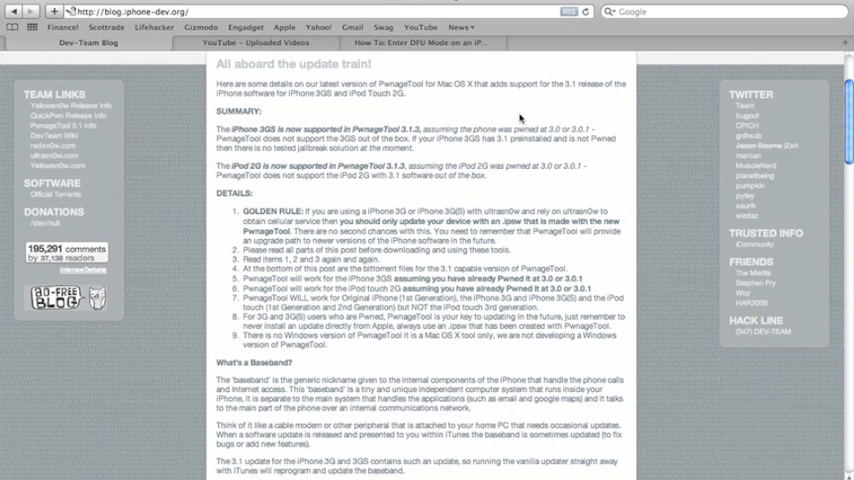 http://blog.iphone-dev.org/
RSS
Google
Finance!
Scottrade
Lifehacker
Gizmodo
Engadget
Apple
Yahoo!
Gmail
Swag
YouTube
News
Dev-Team Blog
YouTube - Uploaded Videos
How To: Enter DFU Mode on an iP...
TEAM LINKS
Yellowsn0w Release Info
QuickPwn Release Info
PwnageTool 3.1 Info
DevTeam Wiki
redsn0w.com
ultrasn0w.com
Yellowsn0w.com
SOFTWARE
Official Torrents
DONATIONS
/dev/null
195,291 comments
by 37,138 readers
IntenseDebate
AD-FREE
BLOG
All aboard the update train!
Here are some details on our latest version of PwnageTool for Mac OS X that adds support for the 3.1 release of the
iPhone software for iPhone 3GS and iPod Touch 2G.
SUMMARY:
The iPhone 3GS is now supported in PwnageTool 3.1.3, assuming the phone was pwned at 3.0 or 3.0.1 -
PwnageTool does not support the 3GS out of the box. If your iPhone 3GS has 3.1 preinstalled and is not Pwned
then there is no tested jailbreak solution at the moment.
The iPod 2G is now supported in PwnageTool 3.1.3, assuming the iPod 2G was pwned at 3.0 or 3.0.1 -
PwnageTool does not support the iPod 2G with 3.1 software out of the box.
DETAILS:
1. GOLDEN RULE: If you are using a iPhone 3G or iPhone 3G(S) with ultrasn0w and rely on ultrasn0w to
obtain cellular service then you should only update your device with an .ipsw that is made with the new
PwnageTool. There are no second chances with this. You need to remember that PwnageTool will provide
an upgrade path to newer versions of the iPhone software in the future.
2. Please read all parts of this post before downloading and using these tools.
3. Read items 1, 2 and 3 again and again.
4. At the bottom of this post are the bittorrent files for the 3.1 capable version of PwnageTool.
5. PwnageTool will work for the iPhone 3GS assuming you have already Pwned it at 3.0 or 3.0.1
6. PwnageTool will work for the iPod touch 2G assuming you have already Pwned it at 3.0 or 3.0.1
7. PwnageTool WILL work for Original iPhone (1st Generation), the iPhone 3G and iPhone 3G(S) and the iPod
touch (1st Generation and 2nd Generation) but NOT the iPod touch 3rd generation.
8. For 3G and 3G(S) users who are Pwned, PwnageTool is your key to updating in the future, just remember to
never install an update directly from Apple, always use an .ipsw that has been created with PwnageTool.
9. There is no Windows version of PwnageTool it is a Mac OS X tool only, we are not developing a Windows
version of PwnageTool.
What's a Baseband?
The 'baseband' is the generic nickname given to the internal components of the iPhone that handle the phone calls
and Internet access. This 'baseband' is a tiny and unique independent computer system that runs inside your
iPhone, it is separate to the main system that handles the applications (such as email and google maps) and it talks
to the main part of the phone over an internal communications network.
Think of it like a cable modem or other peripheral that is attached to your home PC that needs occasional updates.
When a software update is released and presented to you within iTunes the baseband is sometimes updated (to fix
bugs or add new features).
The 3.1 update for the iPhone 3G and 3GS contains such an update, so running the vanilla updater straight away
with iTunes will reprogram and update the baseband.
TWITTER
Team
bugout
CPICH
gnheub
marcan
MuscleNerd
planetbeing
pumpkin
pytey
saurik
wizdaz
TRUSTED INFO
iCommunity
FRIENDS
The Misfits
Stephen Fry
Woz
HAR2009
HACK LINE
(347) DEV-TEAM